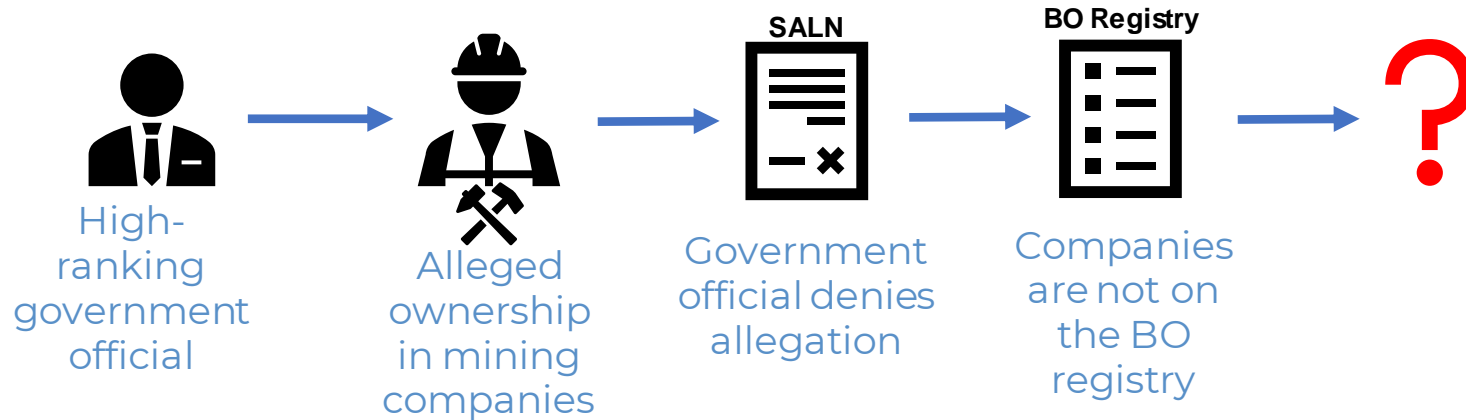 SALN
BO Registry
High-
ranking
government
official
Alleged
ownership
in mining
companies
Government
official denies
allegation
Companies
are not on
the BO
registry
?